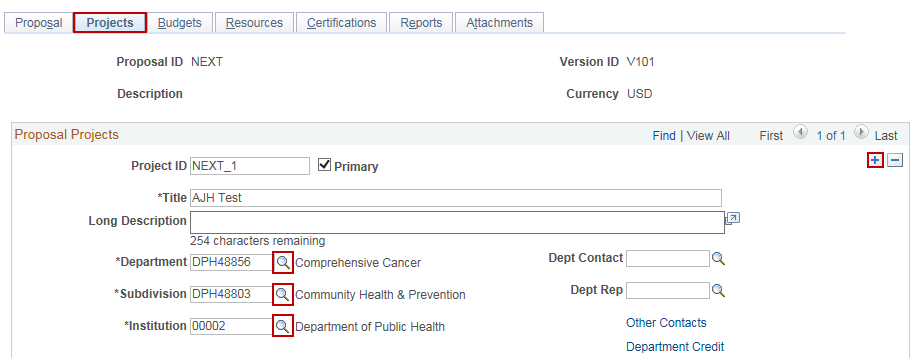 Proposal Projects Budgets Resources Certifications Reports Attachments
Proposal ID NEXT Version ID V101
Description Currency USD
Proposal Projects Find | View All First 1 of 1 Last
Project ID NEXT_1 Primary
*Title AJH Test
Long Description
254 characters remaining
*Department DPH48856 Comprehensive Cancer Dept Contact
*Subdivision DPH48803 Community Health & Prevention Dept Rep
*Institution 00002 Department of Public Health Other Contacts
Department Credit